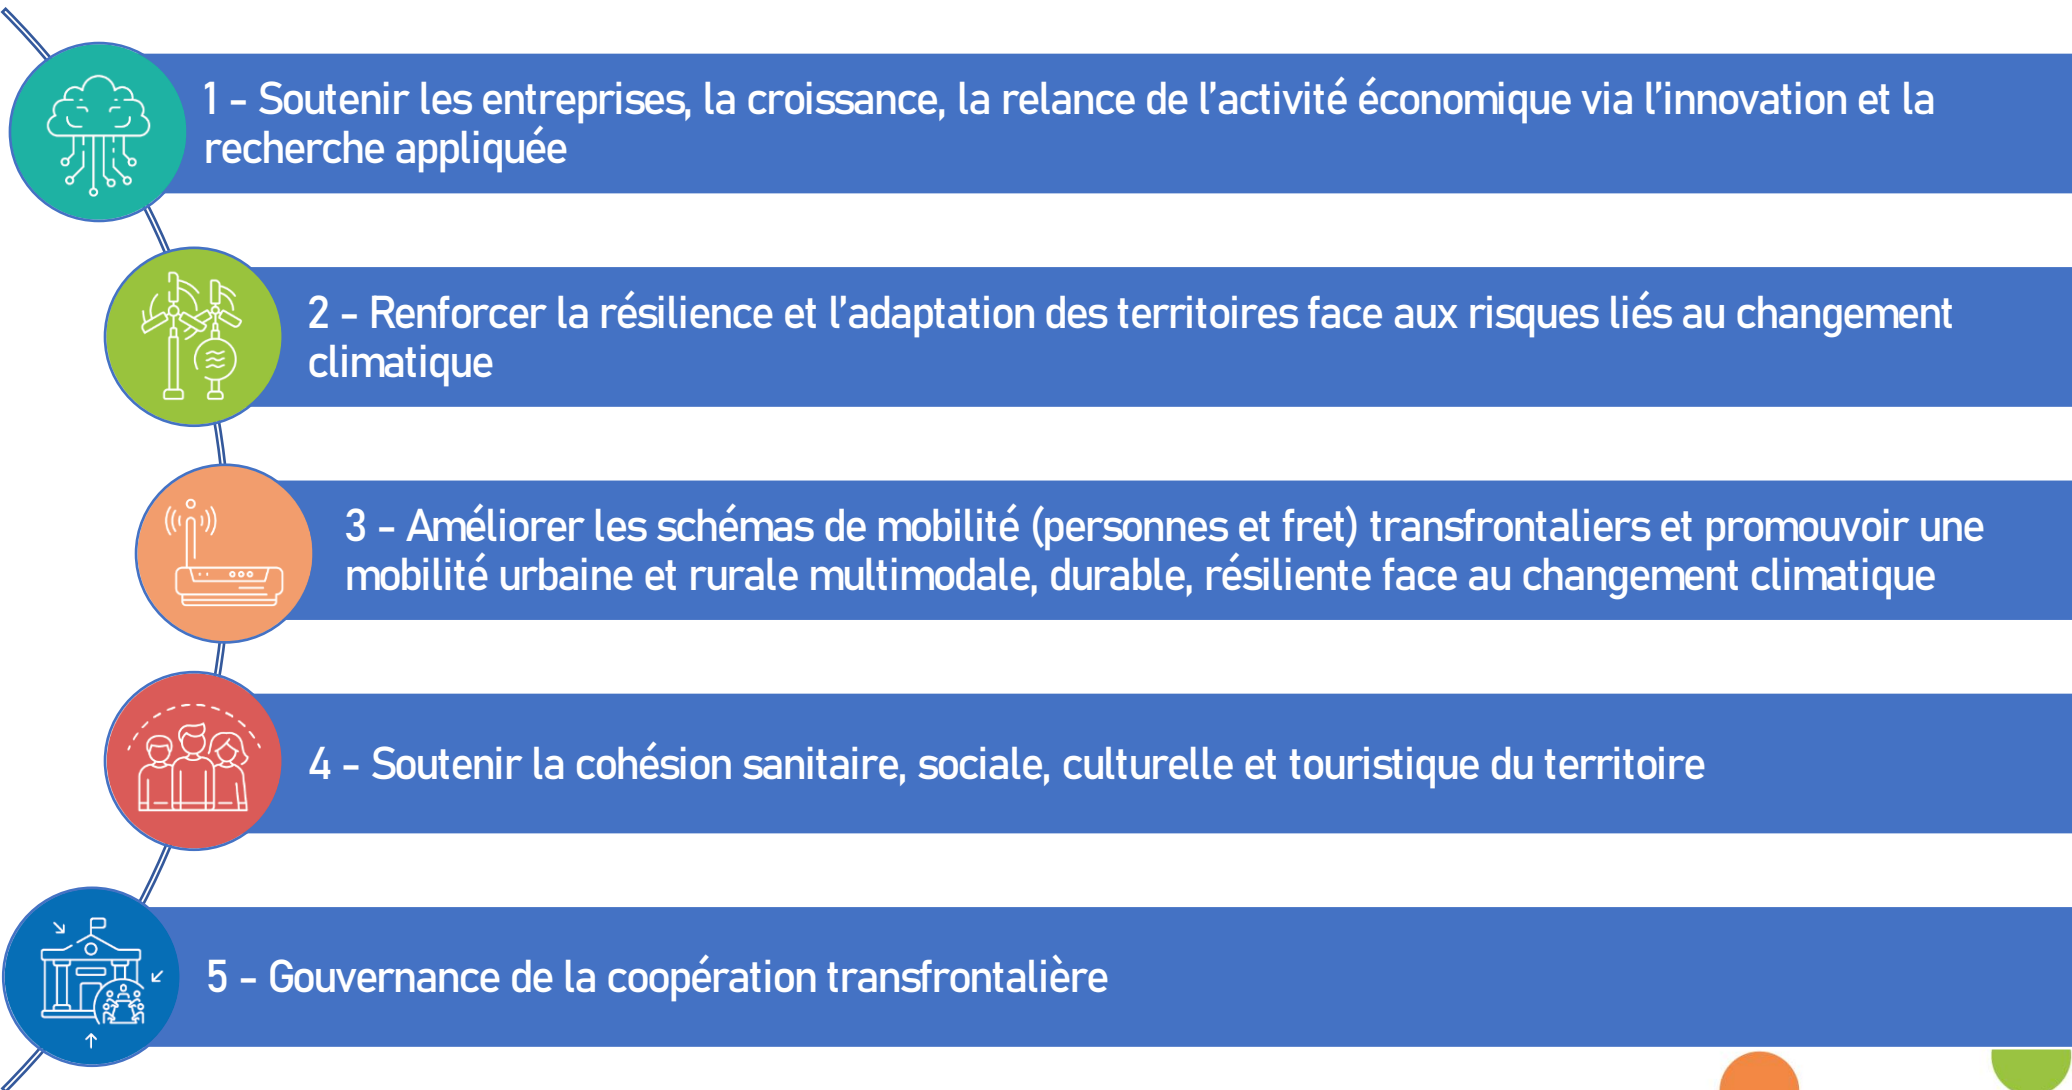 1 - Soutenir les entreprises, la croissance, la relance de l'activité économique via l'innovation et la
recherche appliquée
2 - Renforcer la résilience et l'adaptation des territoires face aux risques liés au changement
climatique
3 - Améliorer les schémas de mobilité (personnes et fret) transfrontaliers et promouvoir une
mobilité urbaine et rurale multimodale, durable, résiliente face au changement climatique
4 - Soutenir la cohésion sanitaire, sociale, culturelle et touristique du territoire
5 - Gouvernance de la coopération transfrontalière